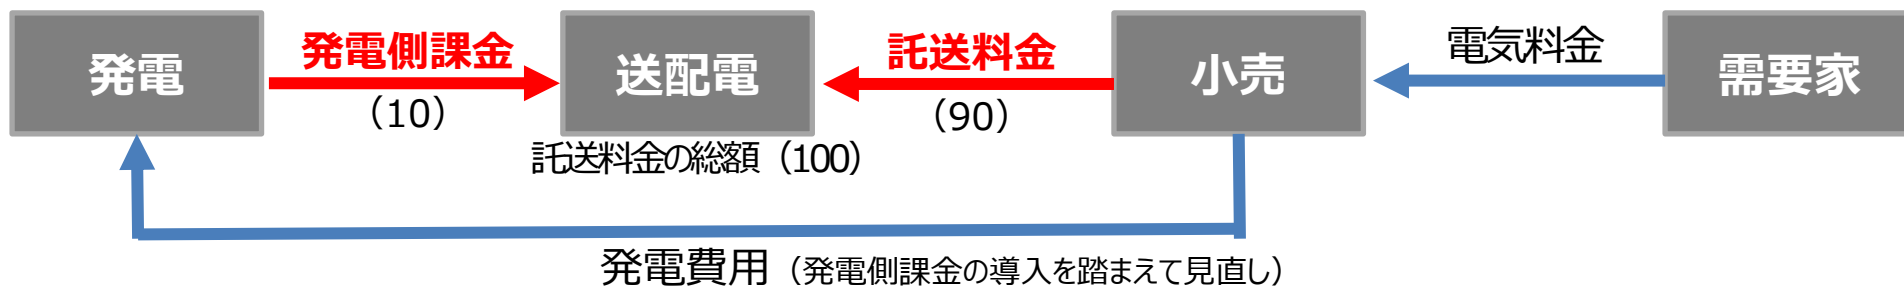 発電
発電側課金
（10）
送配電
託送料金の総額（100）
託送料金
（90）
小売
電気料金
需要家
発電費用（発電側課金の導入を踏まえて見直し）